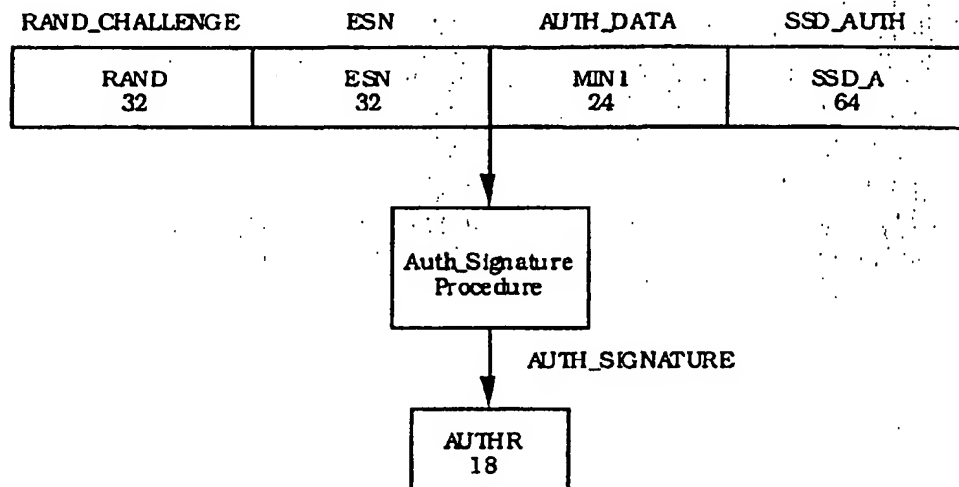 RAND_CHALLENGE ESN AUTH_DATA SSD_AUTH
RAND ESN MIN1 SSD_A
32 32 24 64
Auth_Signature
Procedure
AUTH_SIGNATURE
AUTHR
18